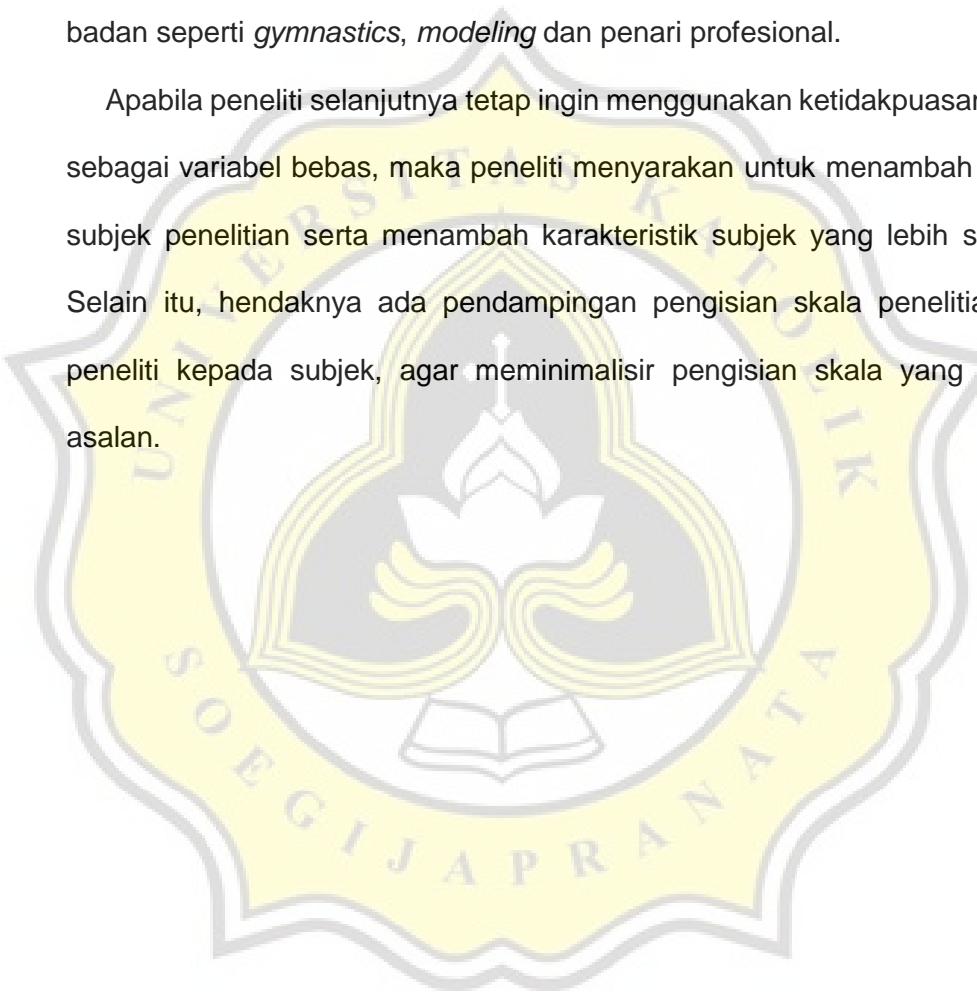 badan seperti gymnastics, modeling dan penari profesional.
Apabila peneliti selanjutnya tetap ingin menggunakan
sebagai variabel bebas, maka peneliti menyarakan untuk menambah
subjek penelitian serta menambah karakteristik subjek yang lebih
Selain itu, hendaknya ada pendampingan pengisian skala
peneliti kepada subjek, agar meminimalisir pengisian skala yang
asalan.
UNIVERSITAS KATOLIK
SOEGIJAPRANATA